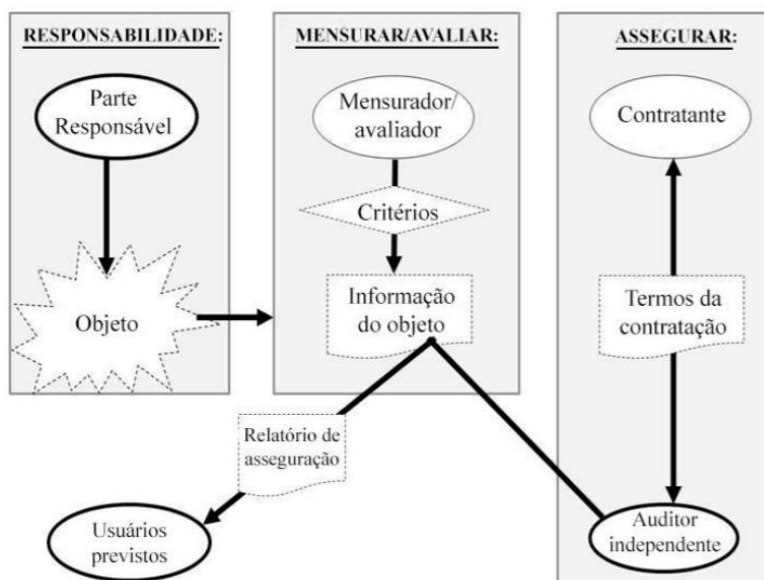 RESPONSABILIDADE:
Parte
Responsável
Objeto
MENSURAR/AVALIAR:
Mensurador/
avaliador
Critérios
Informação
do objeto
ASSEGURAR:
Contratante
Termos da
contratação
Auditor
independente
Relatório de
asseguração
Usuários
previstos